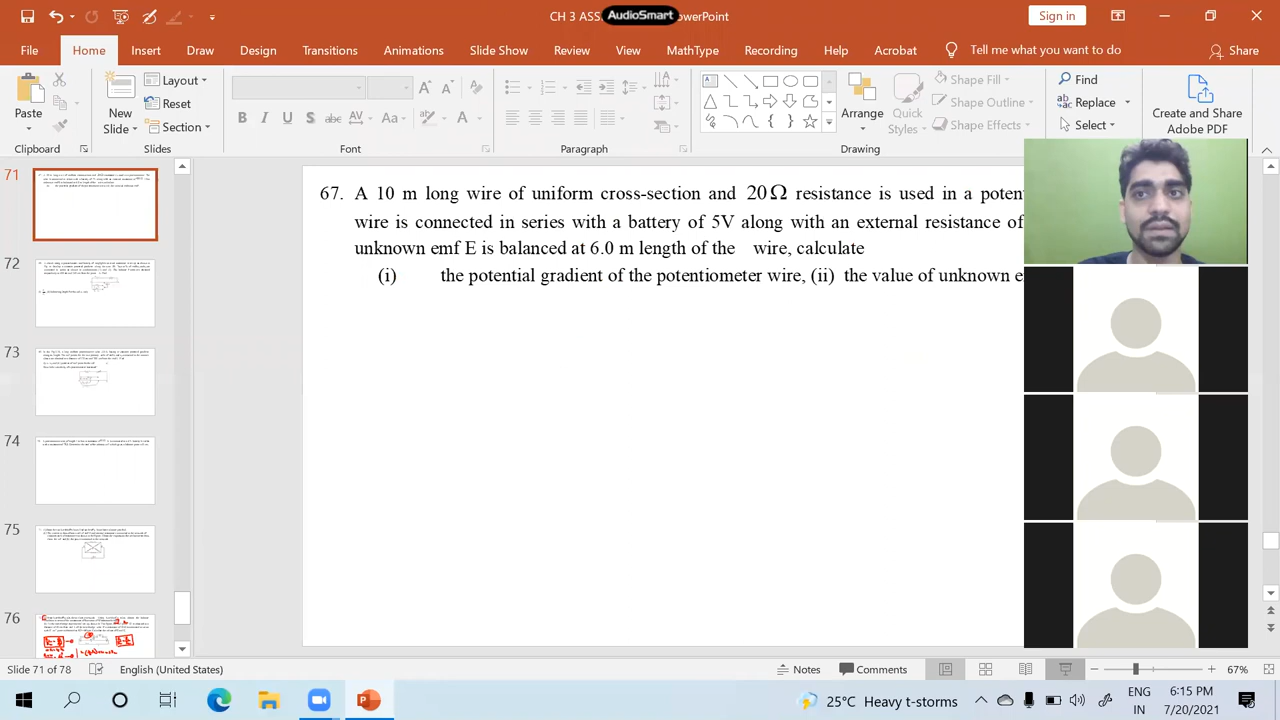 CH 3 ASS
AudioSmart
owerPoint
Sign in
File
Home
Insert
Draw
Design
Transitions
Animations
Slide Show
Review
View
MathType
Recording
Help
Acrobat
Tell me what you want to do
Share
Paste
New
Slide
Layout
Reset
Section
B I U S abc AV Aa
Arrange
Quick
Styles
Shape Fill
Shape Outline
Shape Effects
Find
Replace
Select
Create and Share
Adobe PDF
Clipboard
Slides
Font
Paragraph
Drawing
71
72
73
74
75
76
67. A 10 m long wire of uniform cross-section and 20Ω resistance is used in a poten
wire is connected in series with a battery of 5V along with an external resistance of
unknown emf E is balanced at 6.0 m length of the wire, calculate
(i) the potential gradient of the potentiometer wire (ii) the value of unknown e
Slide 71 of 78
English (United States)
Notes
Comments
67%
25°C Heavy t-storms
ENG
IN
6:15 PM
7/20/2021